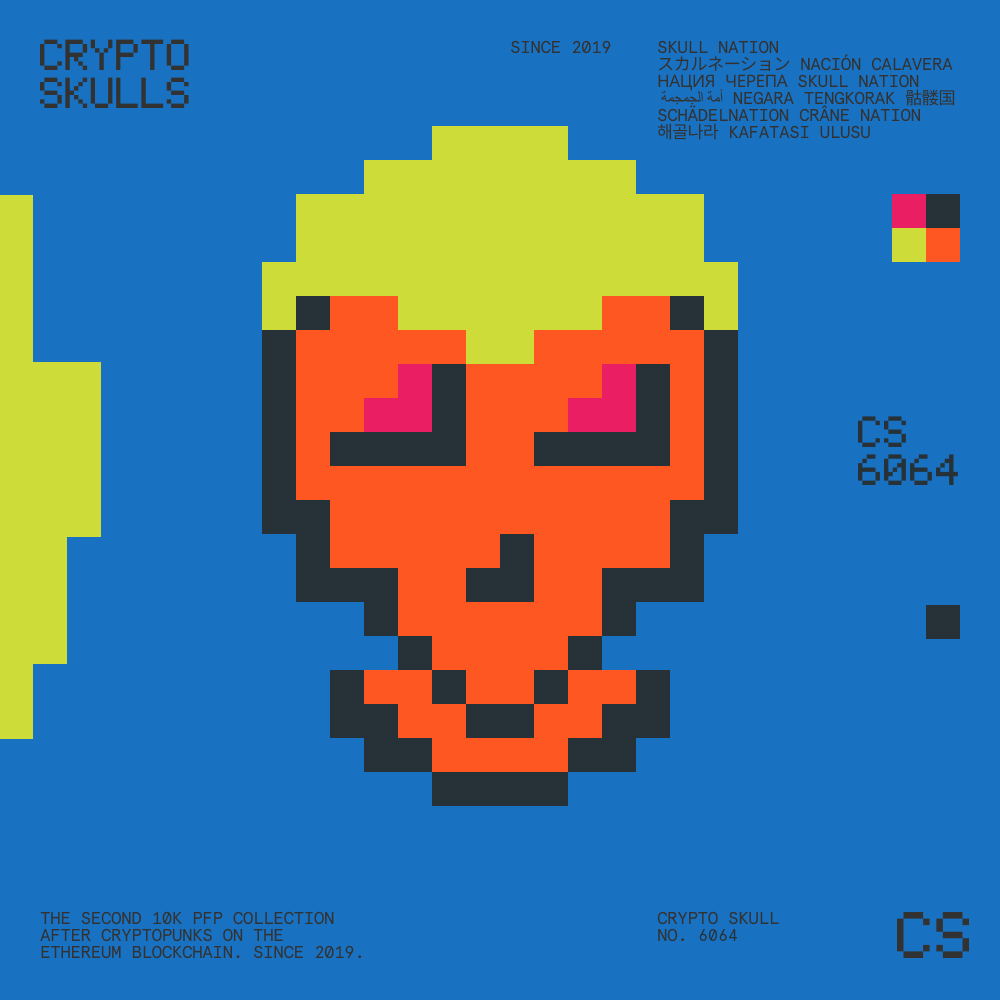 CRYPTO
SKULLS
SINCE 2019
SKULL NATION
スカルネーション NACIÓN CALAVERA
НАЦИЯ ЧЕРЕПА SKULL NATION
أمة الجمجمة NEGARA TENGKORAK 骷髅国
SCHÄDELNATION CRÂNE NATION
해골나라 KAFATASI ULUSU
CS
6064
THE SECOND 10K PFP COLLECTION
AFTER CRYPTOPUNKS ON THE
ETHEREUM BLOCKCHAIN. SINCE 2019.
CRYPTO SKULL
NO. 6064
CS